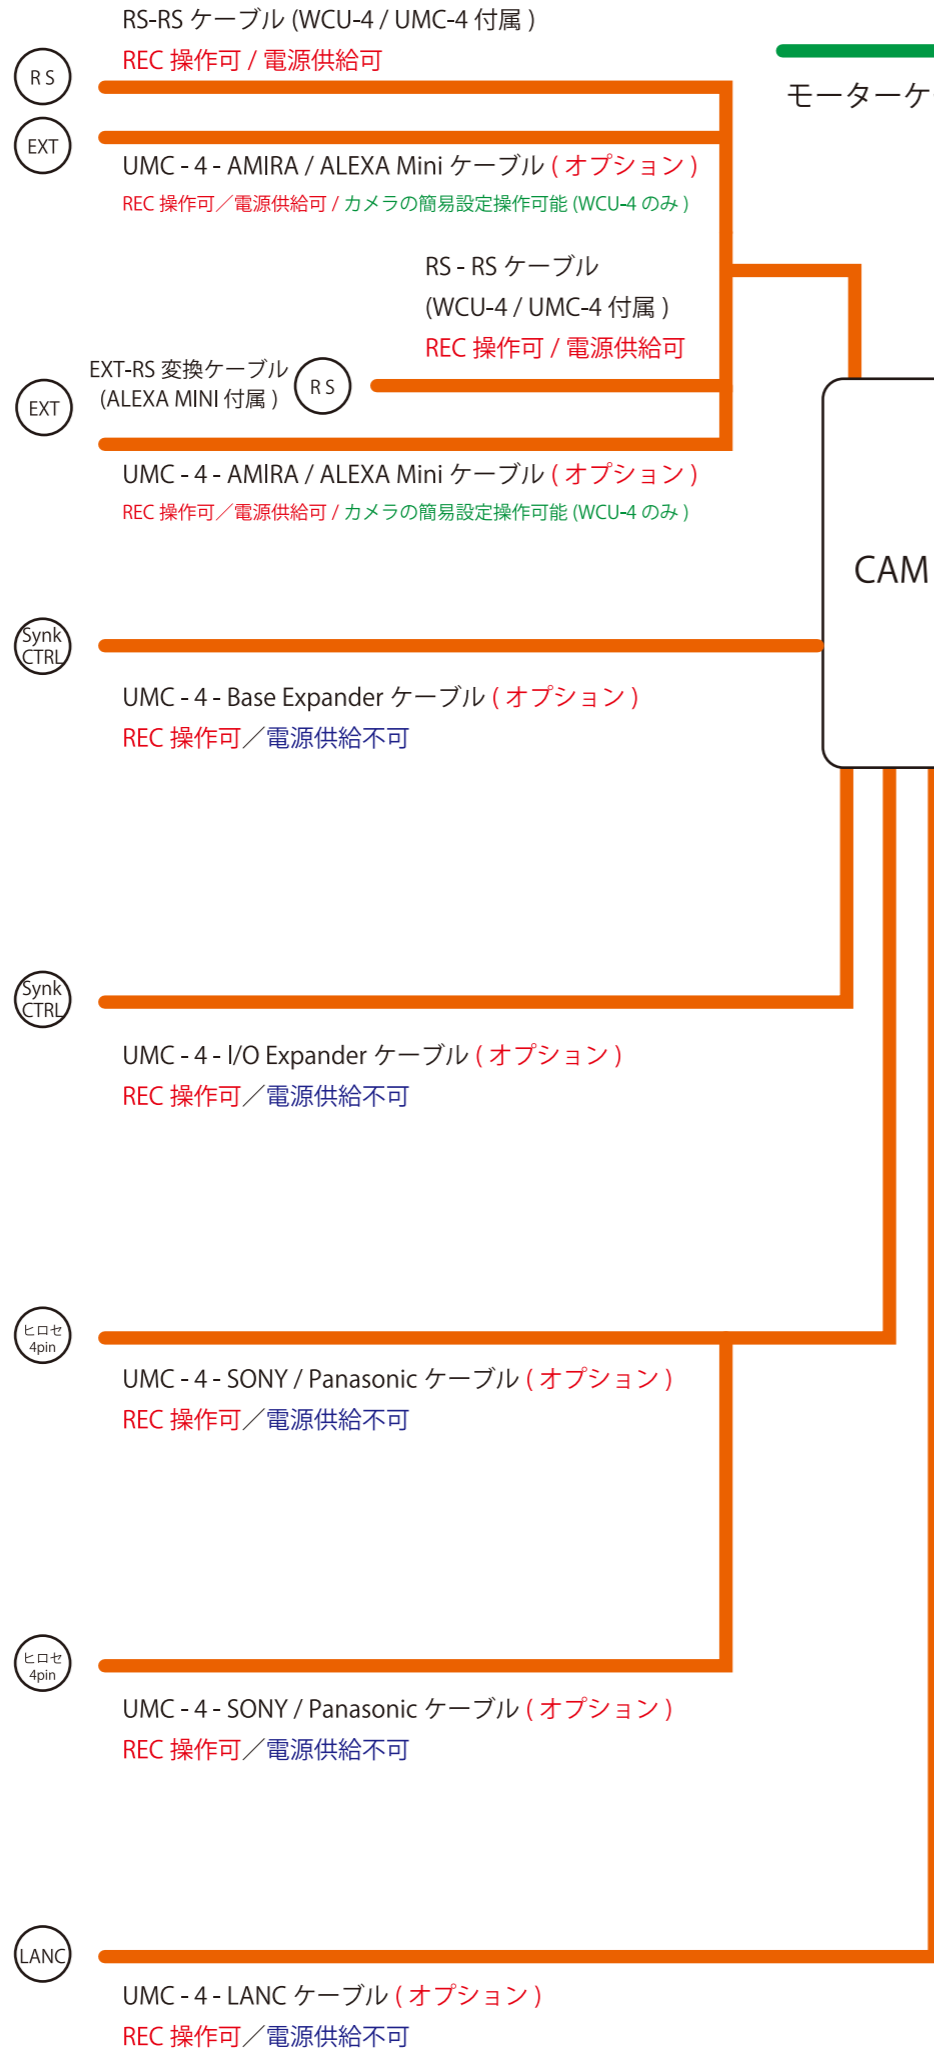 RS-RS ケーブル (WCU-4 / UMC-4 付属 )
REC 操作可 / 電源供給可
R S
モーターケ
EXT
UMC - 4 - AMIRA / ALEXA Mini ケーブル ( オプション )
REC 操作可／電源供給可 / カメラの簡易設定操作可能 (WCU-4 のみ )
RS - RS ケーブル
(WCU-4 / UMC-4 付属 )
REC 操作可 / 電源供給可
EXT-RS 変換ケーブル
(ALEXA MINI 付属 )
R S
EXT
UMC - 4 - AMIRA / ALEXA Mini ケーブル ( オプション )
REC 操作可／電源供給可 / カメラの簡易設定操作可能 (WCU-4 のみ )
CAM
Synk
CTRL
UMC - 4 - Base Expander ケーブル ( オプション )
REC 操作可／電源供給不可
Synk
CTRL
UMC - 4 - I/O Expander ケーブル ( オプション )
REC 操作可／電源供給不可
ヒロセ
4pin
UMC - 4 - SONY / Panasonic ケーブル ( オプション )
REC 操作可／電源供給不可
ヒロセ
4pin
UMC - 4 - SONY / Panasonic ケーブル ( オプション )
REC 操作可／電源供給不可
LANC
UMC - 4 - LANC ケーブル ( オプション )
REC 操作可／電源供給不可